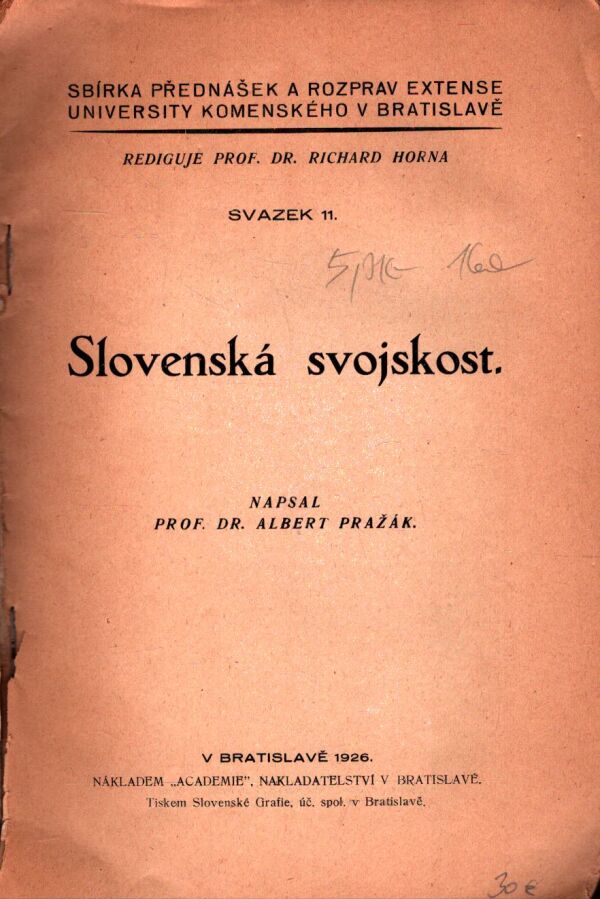 SBÍRKA PŘEDNÁŠEK A ROZPRAV EXTENSE
UNIVERSITY KOMENSKÉHO V BRATISLAVĚ
REDIGUJE PROF. DR. RICHARD HORNA
SVAZEK 11.
Slovenská svojskost.
NAPSAL
PROF. DR. ALBERT PRAŽÁK.
V BRATISLAVĚ 1926.
NÁKLADEM „ACADEMIE", NAKLADATELSTVÍ V BRATISLAVĚ.
Tiskem Slovenské Grafie, úč. spol. v Bratislavě.
30 €